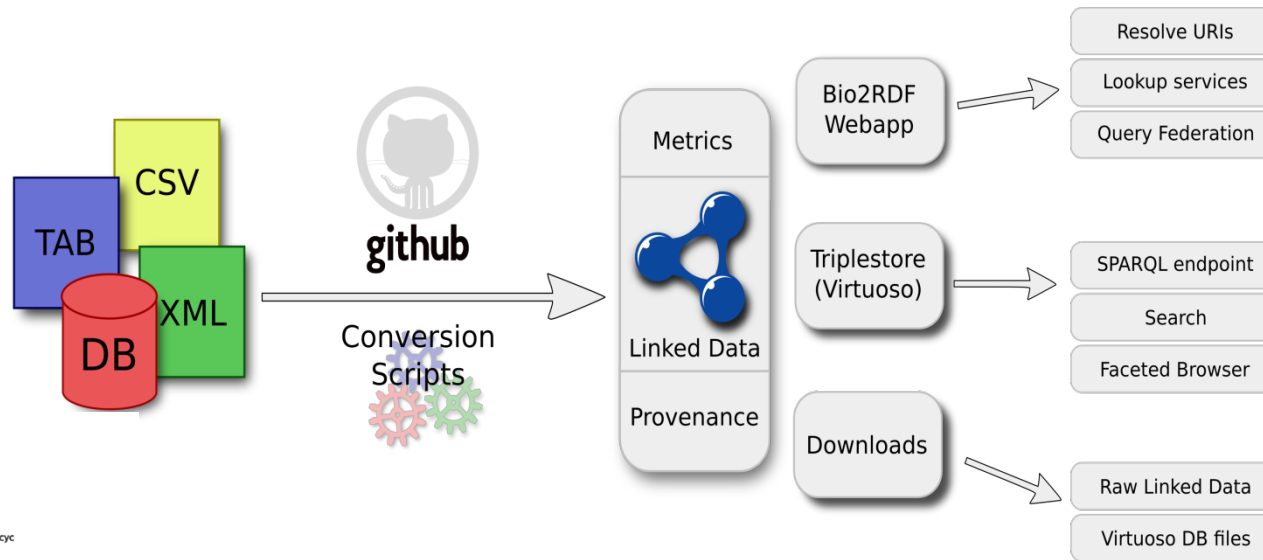 CSV
TAB
XML
DB
github
Conversion
Scripts
Metrics
Linked Data
Provenance
Bio2RDF
Webapp
Triplestore
(Virtuoso)
Downloads
Resolve URIs
Lookup services
Query Federation
SPARQL endpoint
Search
Faceted Browser
Raw Linked Data
Virtuoso DB files
cyc